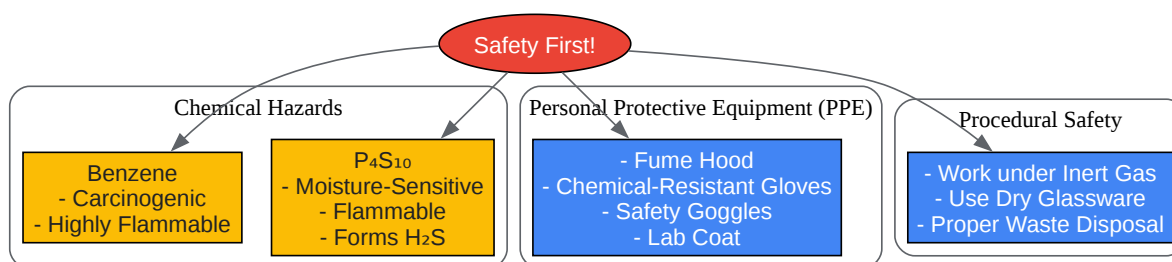 Safety First!
Chemical Hazards
Personal Protective Equipment (PPE)
Procedural Safety
Benzene
- Carcinogenic
- Highly Flammable
P₄S₁₀
- Moisture-Sensitive
- Flammable
- Forms H₂S
- Fume Hood
- Chemical-Resistant Gloves
- Safety Goggles
- Lab Coat
- Work under Inert Gas
- Use Dry Glassware
- Proper Waste Disposal